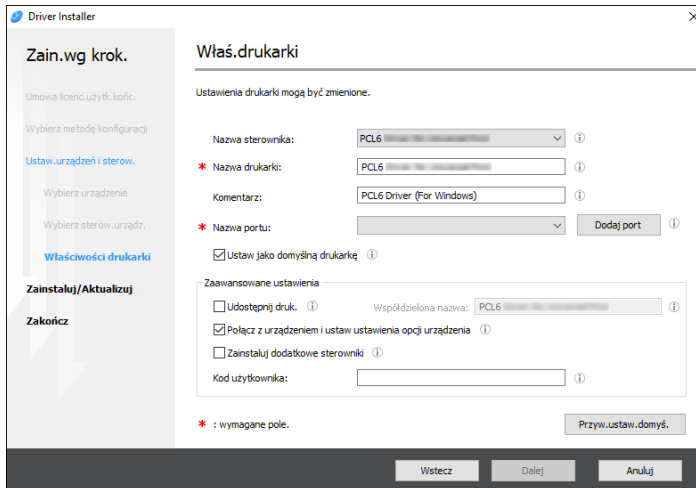 Driver Installer
Zain.wg krok.
Właś.drukarki
Umowa licenc.użytk.końc.
Wybierz metodę konfiguracji
Ustaw.urządzeń i sterow.
Wybierz urządzenie
Wybierz sterow.urządz.
Właściwości drukarki
Zainstaluj/Aktualizuj
Zakończ
Ustawienia drukarki mogą być zmienione.
Nazwa sterownika: PCL6
* Nazwa drukarki: PCL6
Komentarz: PCL6 Driver (For Windows)
* Nazwa portu: Dodaj port
Ustaw jako domyślną drukarkę
Zaawansowane ustawienia
Udostępnij druk. Współdzielona nazwa: PCL6
Połącz z urządzeniem i ustaw ustawienia opcji urządzenia
Zainstaluj dodatkowe sterowniki
Kod użytkownika:
* : wymagane pole. Przyw.ustaw.domyś.
Wstecz Dalej Anuluj